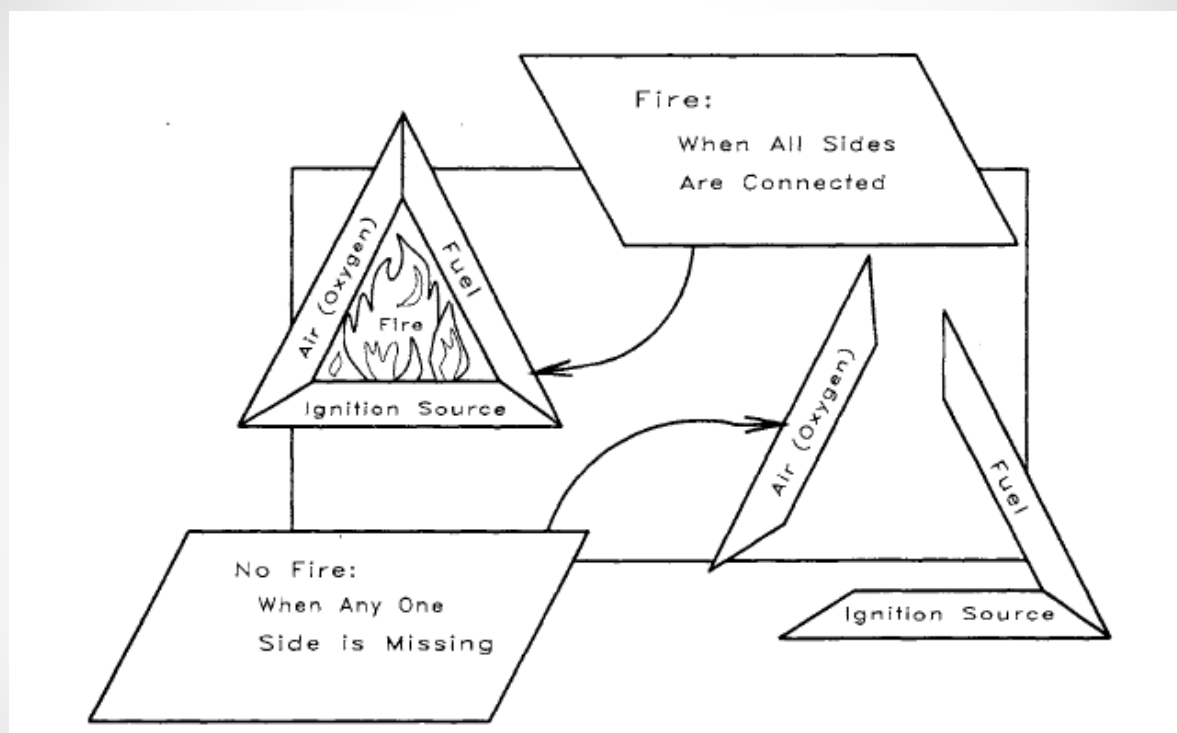 Fire:
When All Sides
Are Connected
Air (Oxygen)
Fuel
Fire
Ignition Source
Air (Oxygen)
Fuel
Ignition Source
No Fire:
When Any One
Side is Missing